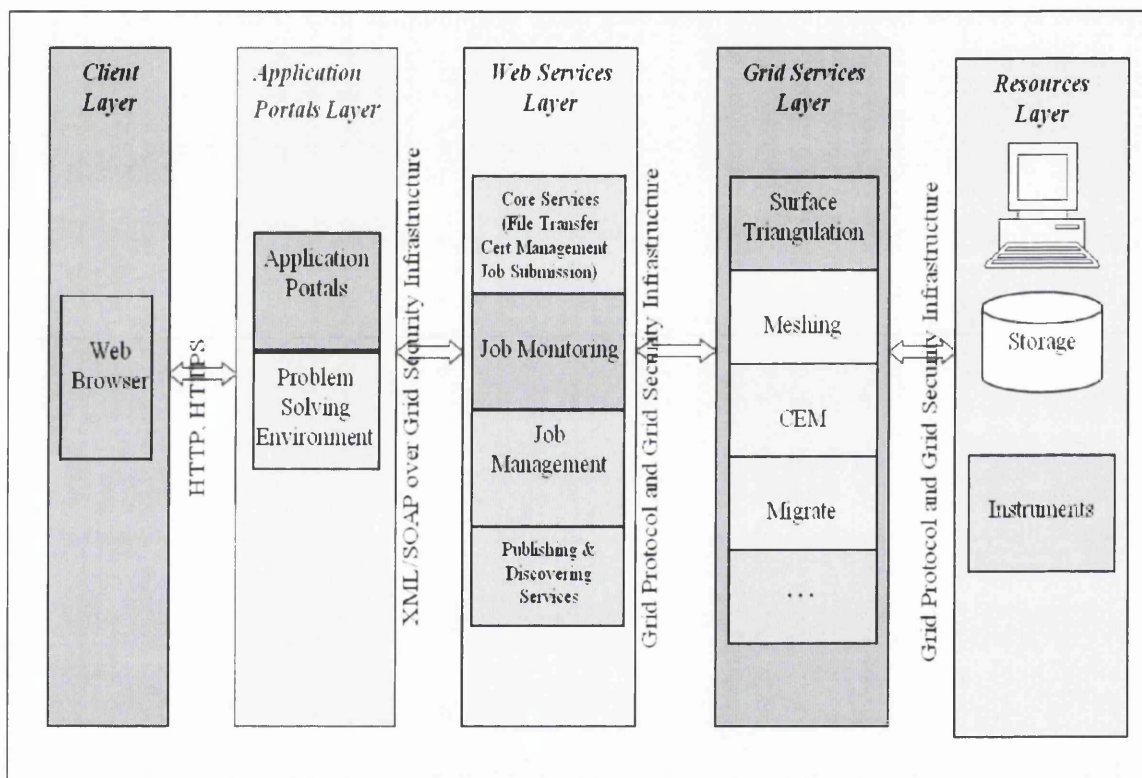 Client
Layer
Web
Browser
HTTP, HTTPS
Application
Portals Layer
Application
Portals
Problem
Solving
Environment
XML/SOAP over Grid Security Infrastructure
Web Services
Layer
Core Services
(File Transfer
Cert Management
Job Submission)
Job Monitoring
Job
Management
Publishing &
Discovering
Services
Grid Protocol and Grid Security Infrastructure
Grid Services
Layer
Surface
Triangulation
Meshing
CEM
Migrate
...
Grid Protocol and Grid Security Infrastructure
Resources
Layer
Storage
Instruments